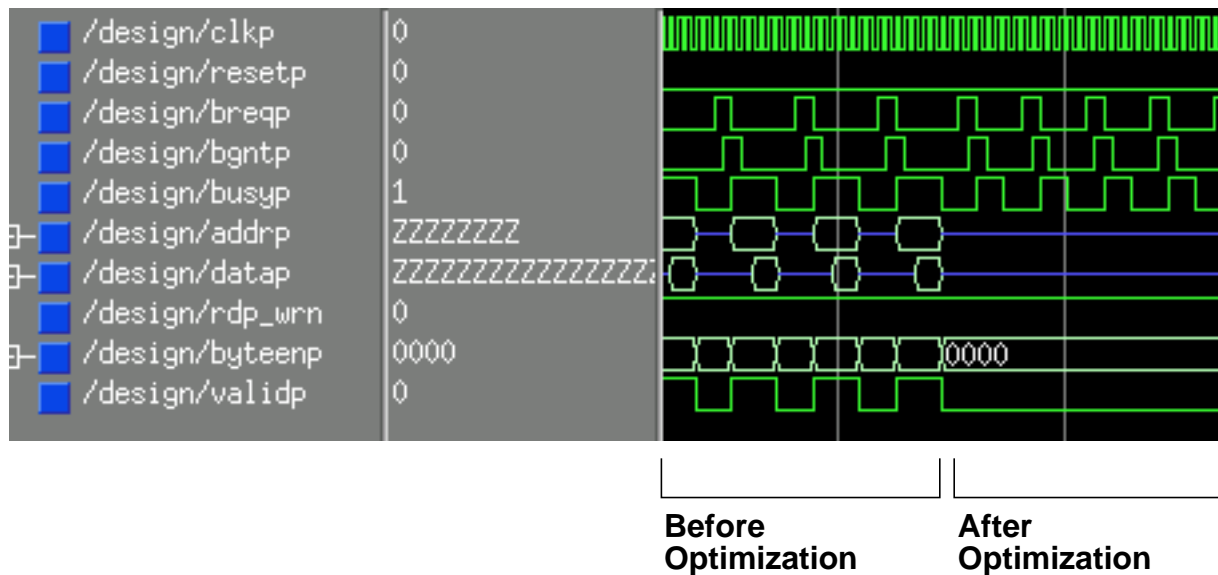 /design/clkp 0
/design/resetp 0
/design/breqp 0
/design/bgntp 0
/design/busyp 1
/design/addrp ZZZZZZZZ
/design/datap ZZZZZZZZZZZZZZZZZ
/design/rdp_wrn 0
/design/byteenp 0000 0000
/design/validp 0
Before Optimization
After Optimization